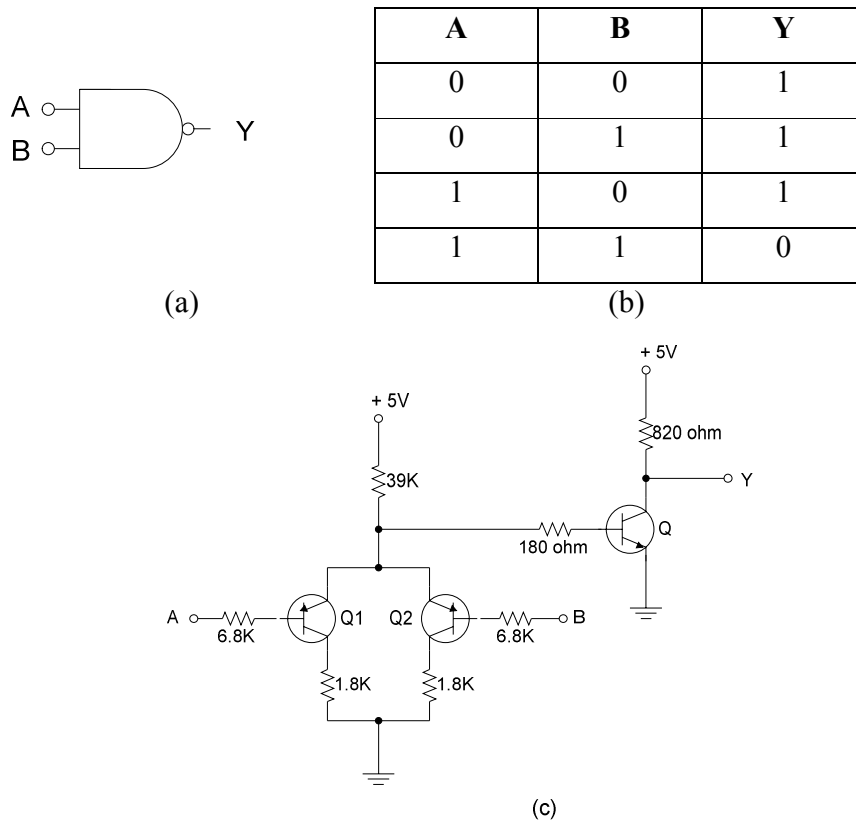 A
B
Y
(a)
A B Y
0 0 1
0 1 1
1 0 1
1 1 0
(b)
+ 5V
820 ohm
Y
+ 5V
39K
180 ohm
Q
A
6.8K
Q1
Q2
6.8K
B
1.8K
1.8K
(c)